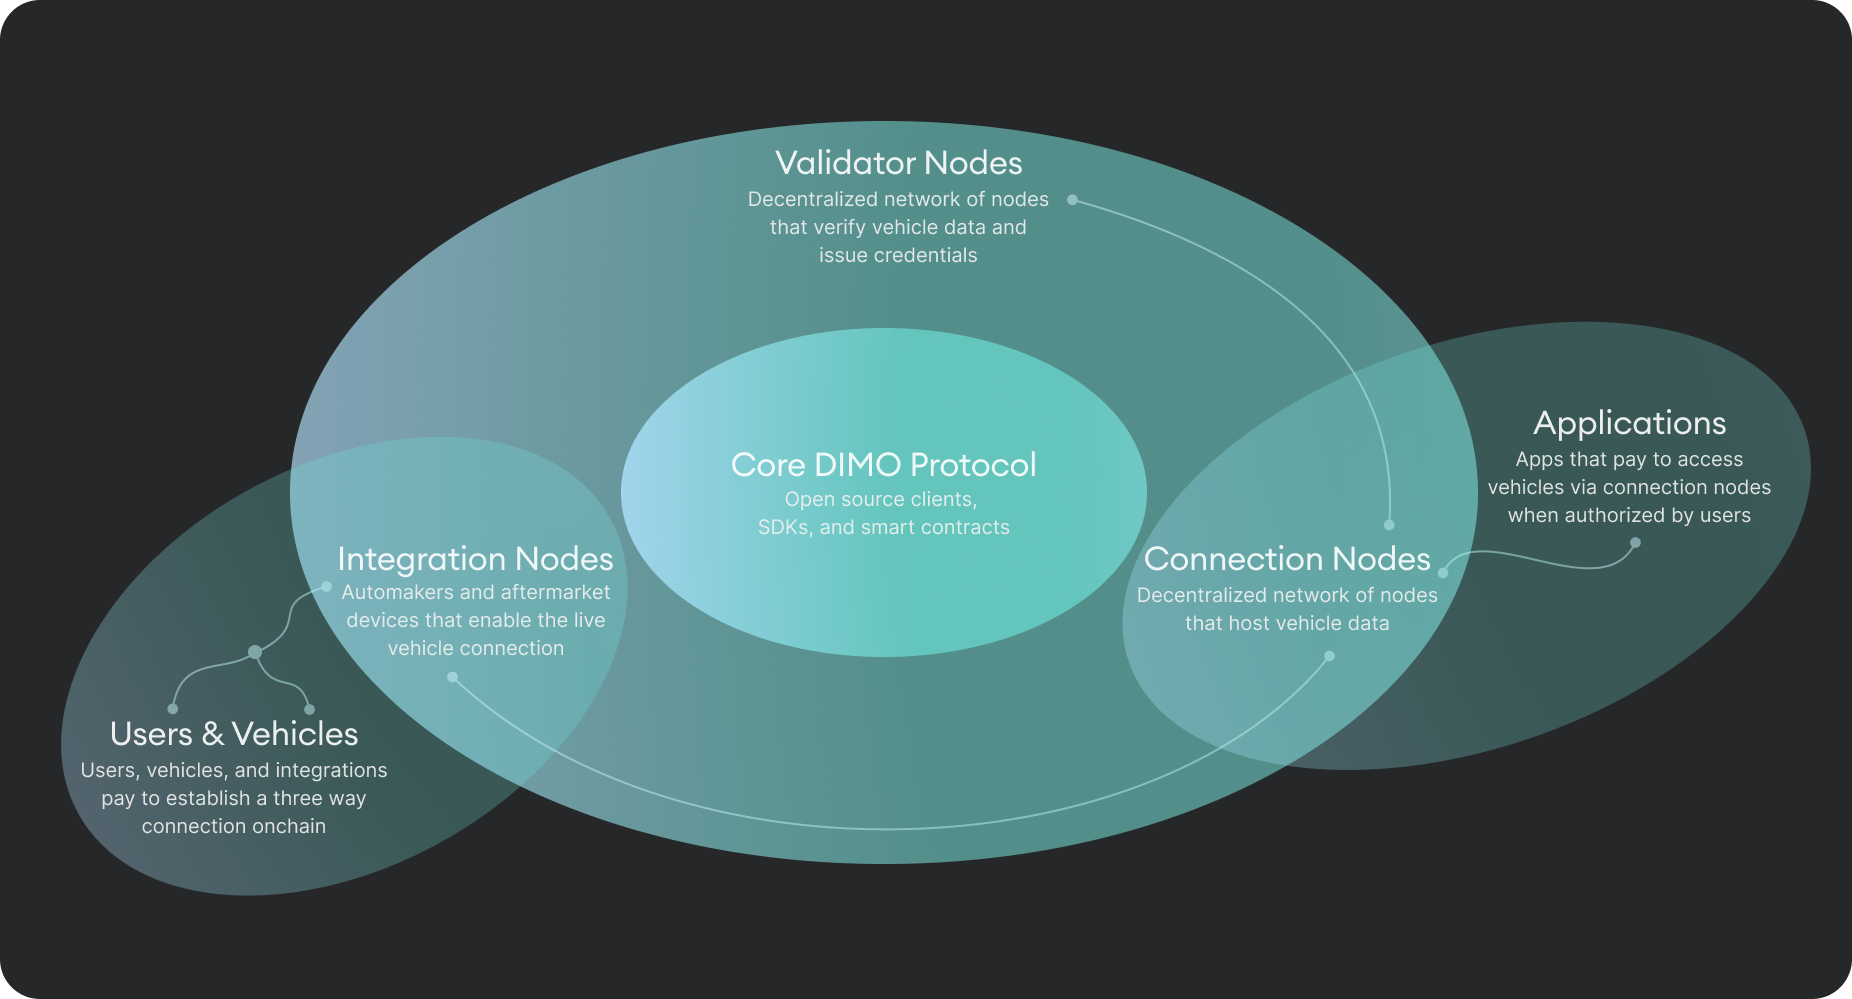 Validator Nodes
Decentralized network of nodes
that verify vehicle data and
issue credentials
Core DIMO Protocol
Open source clients,
SDKs, and smart contracts
Applications
Apps that pay to access
vehicles via connection nodes
when authorized by users
Integration Nodes
Automakers and aftermarket
devices that enable the live
vehicle connection
Connection Nodes
Decentralized network of nodes
that host vehicle data
Users & Vehicles
Users, vehicles, and integrations
pay to establish a three way
connection onchain